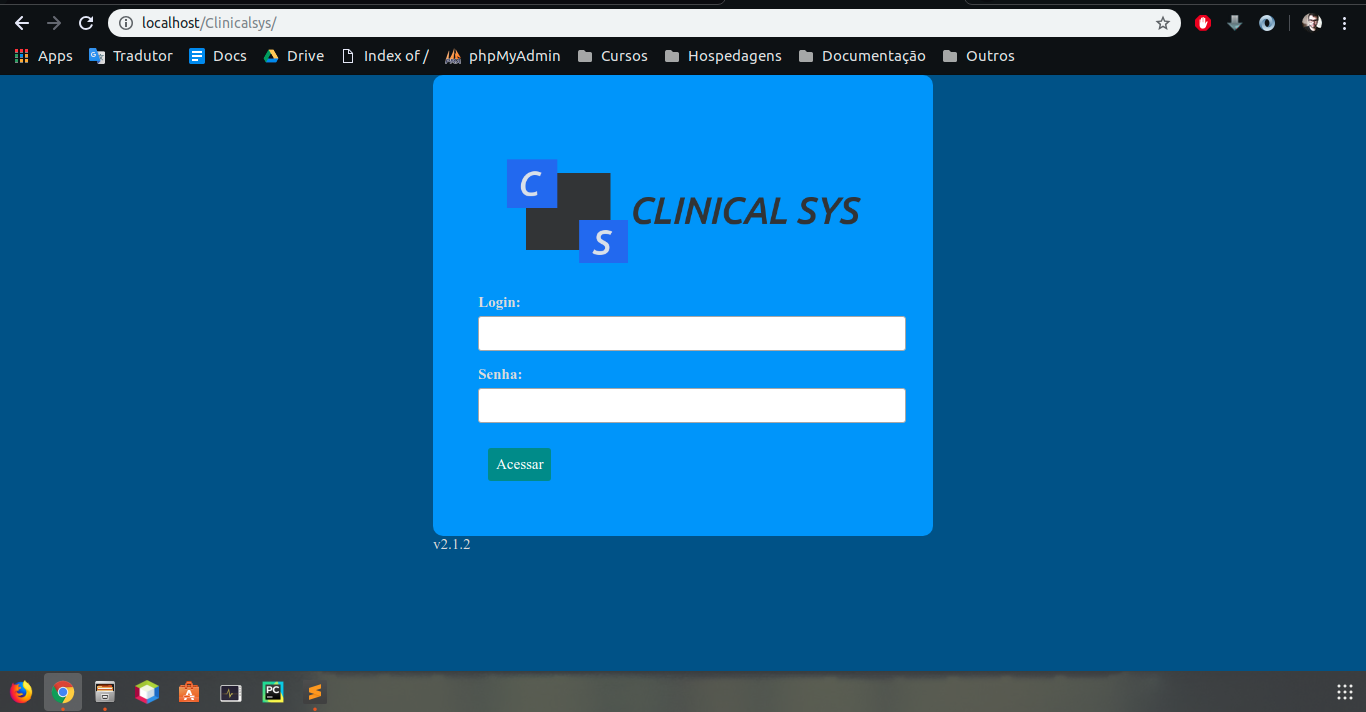 localhost/Clinicalsys/
Apps Tradutor Docs Drive Index of / phpMyAdmin Cursos Hospedagens Documentação Outros
C
CLINICAL SYS
S
Login:
Senha:
Acessar
v2.1.2
PC